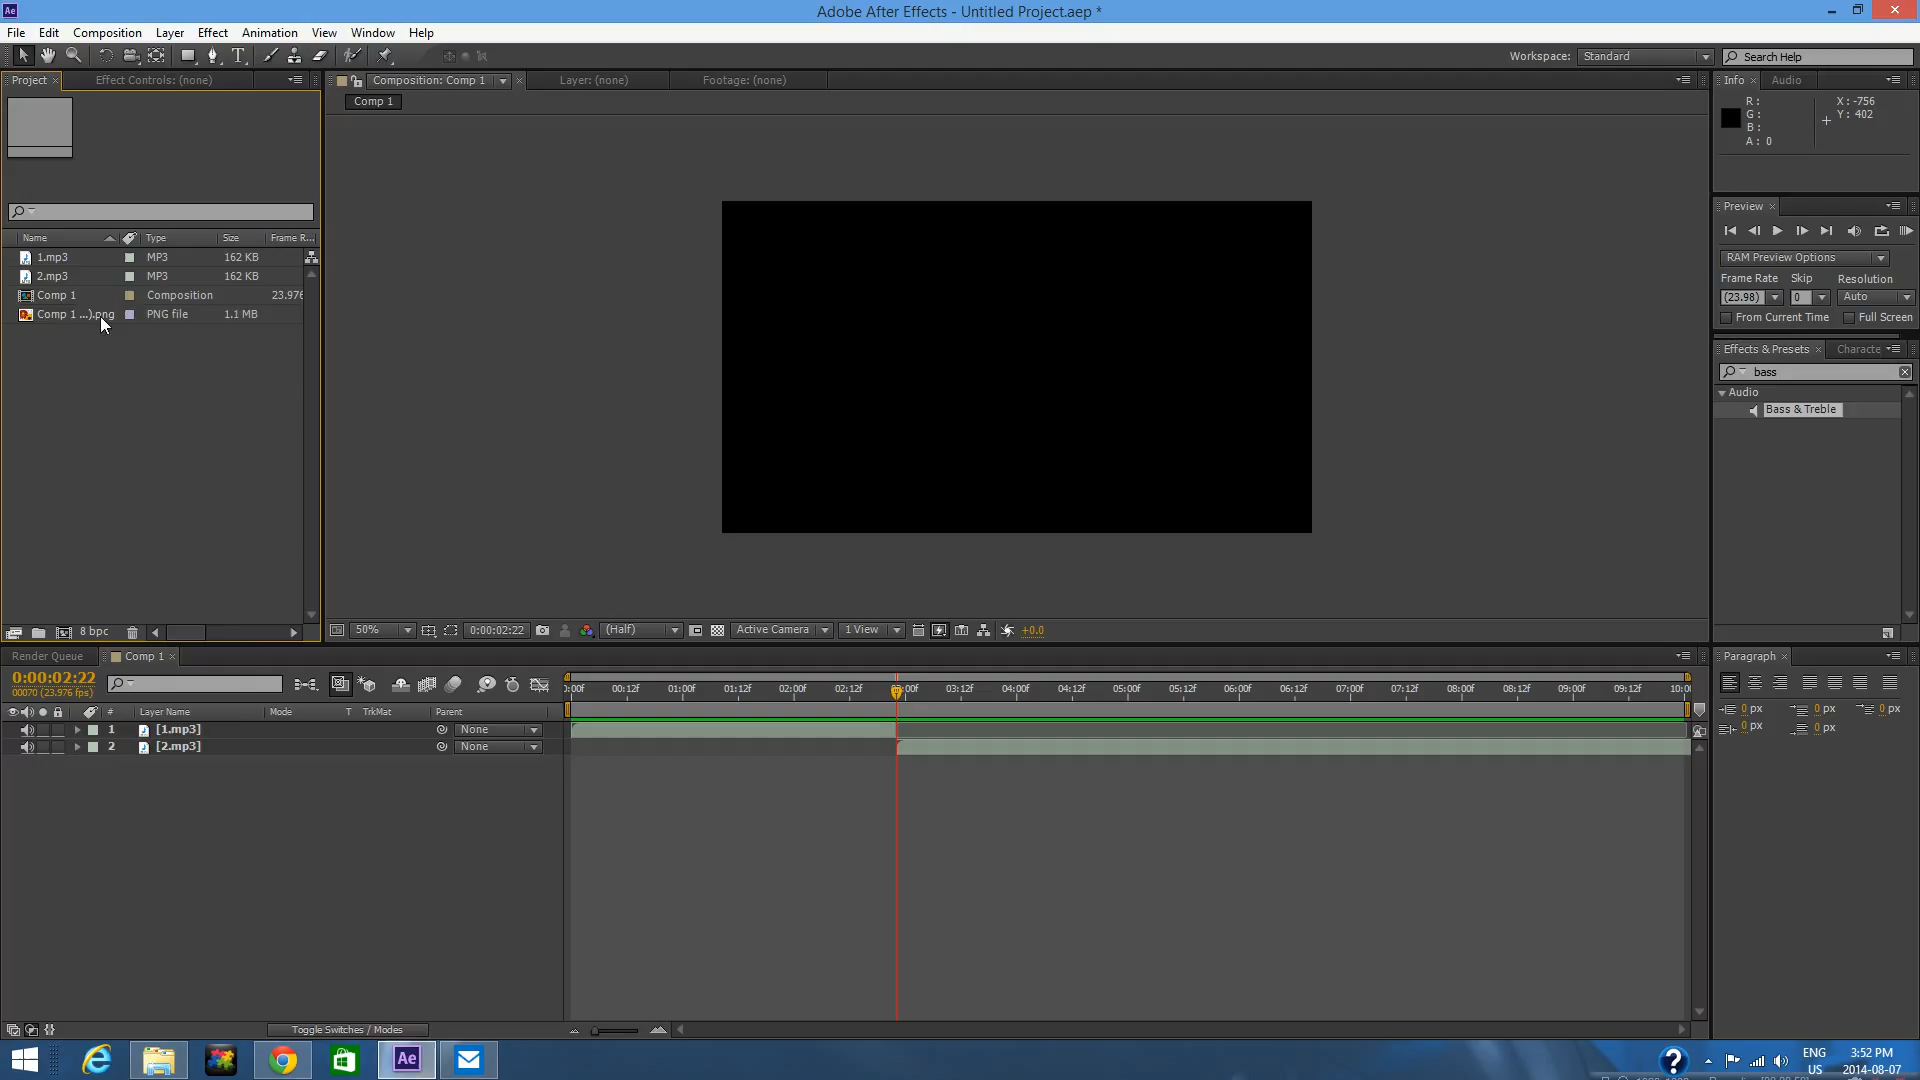 Ae
Adobe After Effects - Untitled Project.aep *
File Edit Composition Layer Effect Animation View Window Help
Workspace: Standard
Search Help
Project × Effect Controls: (none)
Composition: Comp 1 Layer: (none) Footage: (none)
Comp 1
Info × Audio
R:
G:
B:
A: 0
X: -756
Y: 402
Name Type Size Frame R...
1.mp3 MP3 162 KB
2.mp3 MP3 162 KB
Comp 1 Composition 23.976
Comp 1 ...).png PNG file 1.1 MB
Preview ×
RAM Preview Options
Frame Rate Skip Resolution
(23.98) 0 Auto
From Current Time Full Screen
Effects & Presets × Characte
bass
Audio
Bass & Treble
8 bpc
50% 0:00:02:22 (Half) Active Camera 1 View +0.0
Render Queue Comp 1 ×
0:00:02:22
00070 (23.976 fps)
:00f 00:12f 01:00f 01:12f 02:00f 02:12f 03:12f 04:00f 04:12f 05:00f 05:12f 06:00f 06:12f 07:00f 07:12f 08:00f 08:12f 09:00f 09:12f 10:0
# Layer Name Mode T TrkMat Parent
1 [1.mp3] None
2 [2.mp3] None
Paragraph ×
0 px 0 px 0 px
0 px 0 px
Toggle Switches / Modes
Ae
ENG
US
3:52 PM
2014-08-07